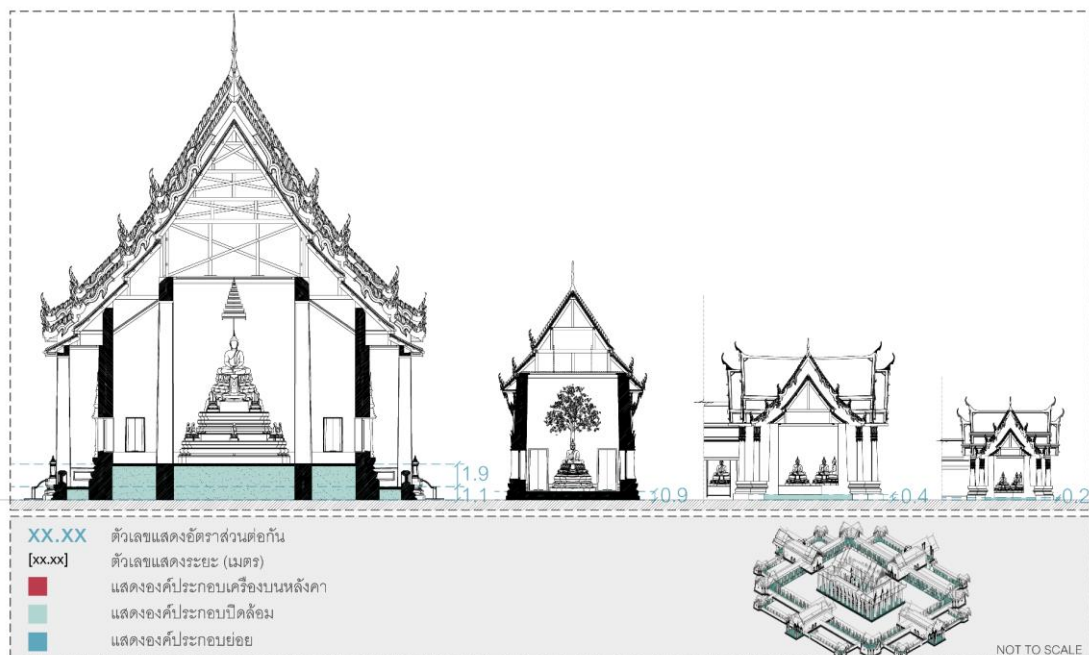 1.9
1.1
0.9
0.4
0.2
XX.XX ตัวเลขแสดงอัตราส่วนต่อกัน
[xx.xx] ตัวเลขแสดงระยะ (เมตร)
แสดงองค์ประกอบเครื่องบนหลังคา
แสดงองค์ประกอบปิดล้อม
แสดงองค์ประกอบย่อย
NOT TO SCALE